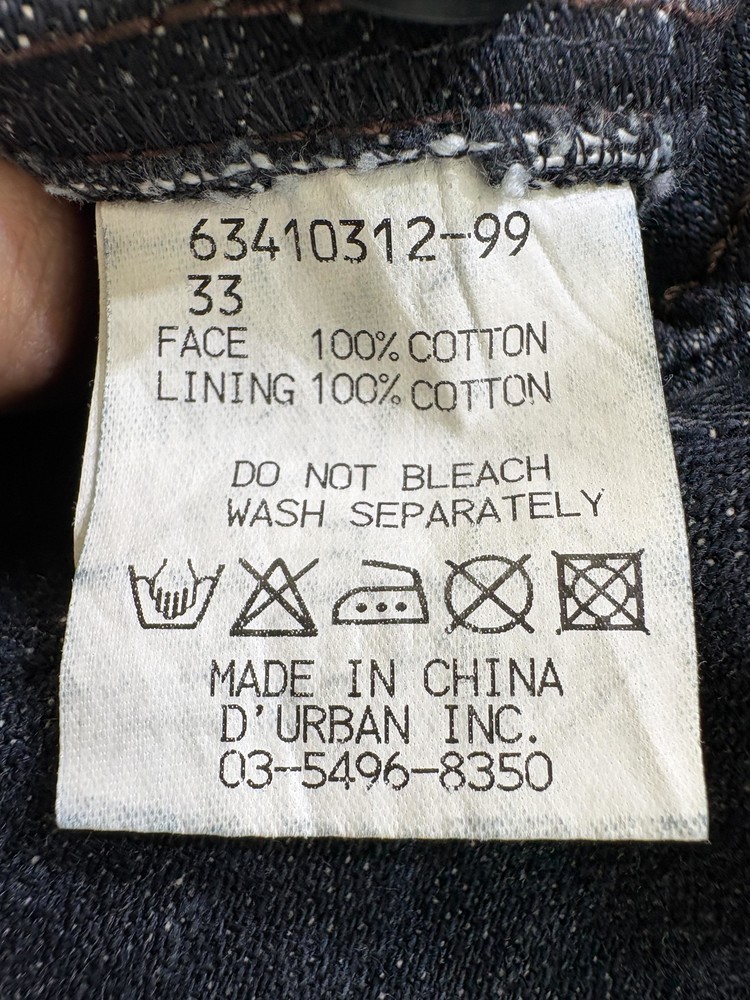 63410312-99
33
FACE 100% COTTON
LINING 100% COTTON
DO NOT BLEACH
WASH SEPARATELY
MADE IN CHINA
D'URBAN INC.
03-5496-8350